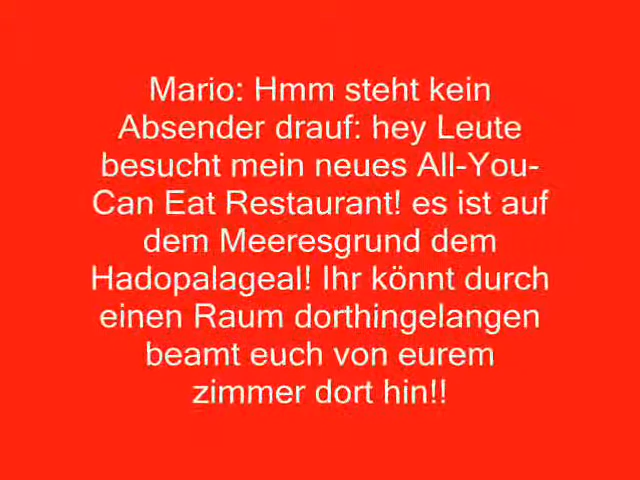 Mario: Hmm steht kein
Absender drauf: hey Leute
besucht mein neues All-You-
Can Eat Restaurant! es ist auf
dem Meeresgrund dem
Hadopalageal! Ihr könnt durch
einen Raum dorthingelangen
beamt euch von eurem
zimmer dort hin!!